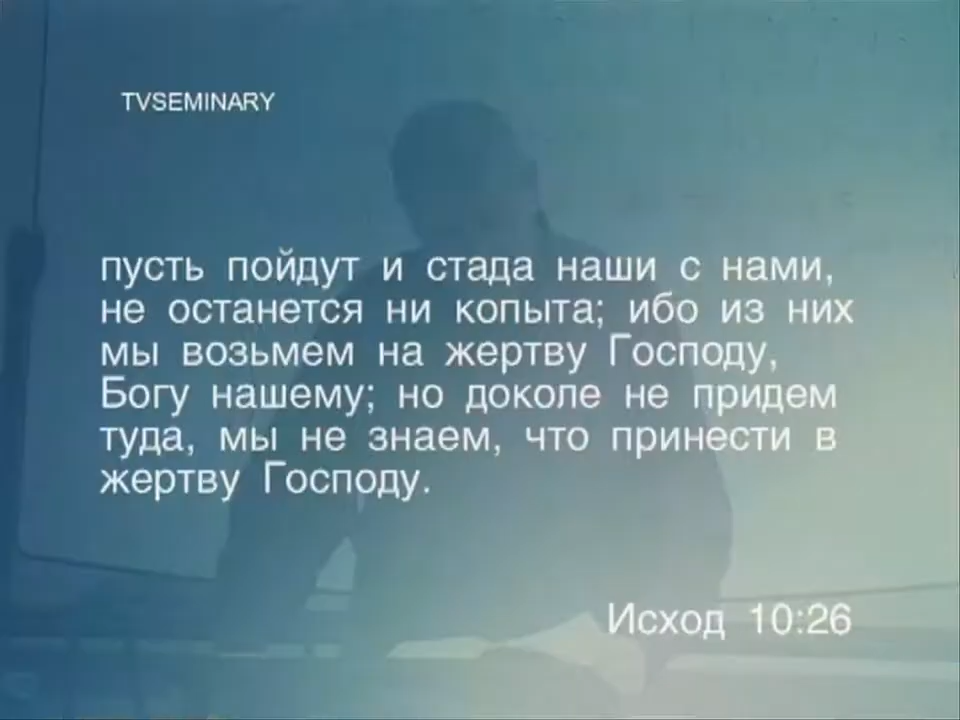 TVSEMINARY
пусть пойдут и стада наши с нами,
не останется ни копыта; ибо из них
мы возьмем на жертву Господу,
Богу нашему; но доколе не придем
туда, мы не знаем, что принести в
жертву Господу.
Исход 10:26